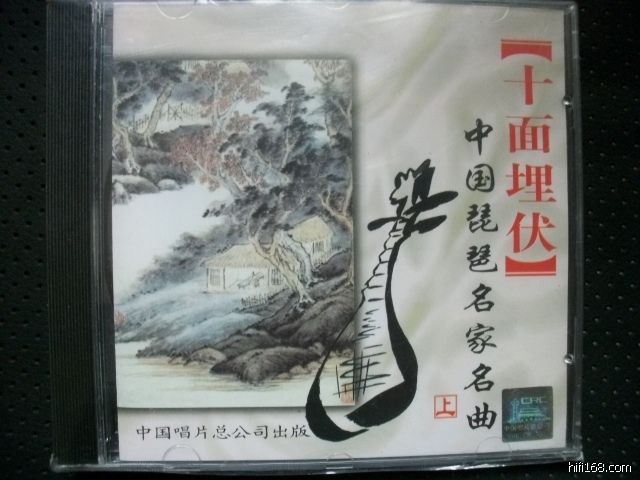 【十面埋伏】
中国琵琶名家名曲
上
中国唱片总公司出版
CRC
hifi168.com